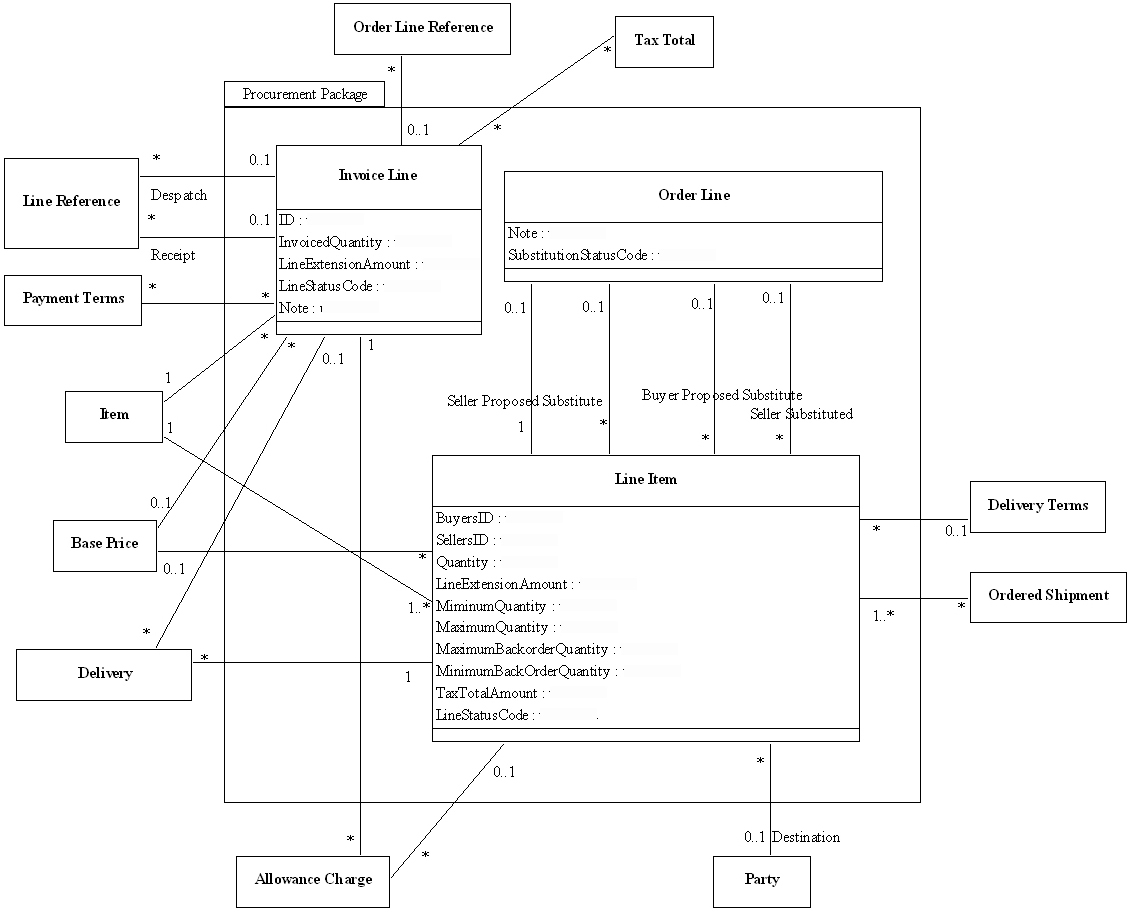 Order Line Reference
Tax Total
*
*
Procurement Package
0..1
*
*
0..1
Invoice Line
Line Reference
Despatch
Order Line
*
0..1
ID :
Note :
InvoicedQuantity :
Receipt
SubstitutionStatusCode :
LineExtensionAmount :
Payment Terms
*
*
LineStatusCode :
Note :
0..1
0..1
0..1
0..1
*
*
0..1
1
1
Item
1
Seller Proposed Substitute
Buyer Proposed Substitute
Seller Substituted
1
*
*
*
Line Item
0..1
BuyersID :
SellersID :
Quantity :
LineExtensionAmount :
MiminumQuantity :
MaximumQuantity :
MaximumBackorderQuantity :
MinimumBackOrderQuantity :
TaxTotalAmount :
LineStatusCode :
Delivery Terms
*
0..1
Base Price
0..1
*
Ordered Shipment
1..*
*
1..*
*
Delivery
*
1
0..1
*
*
0..1 Destination
*
Allowance Charge
Party